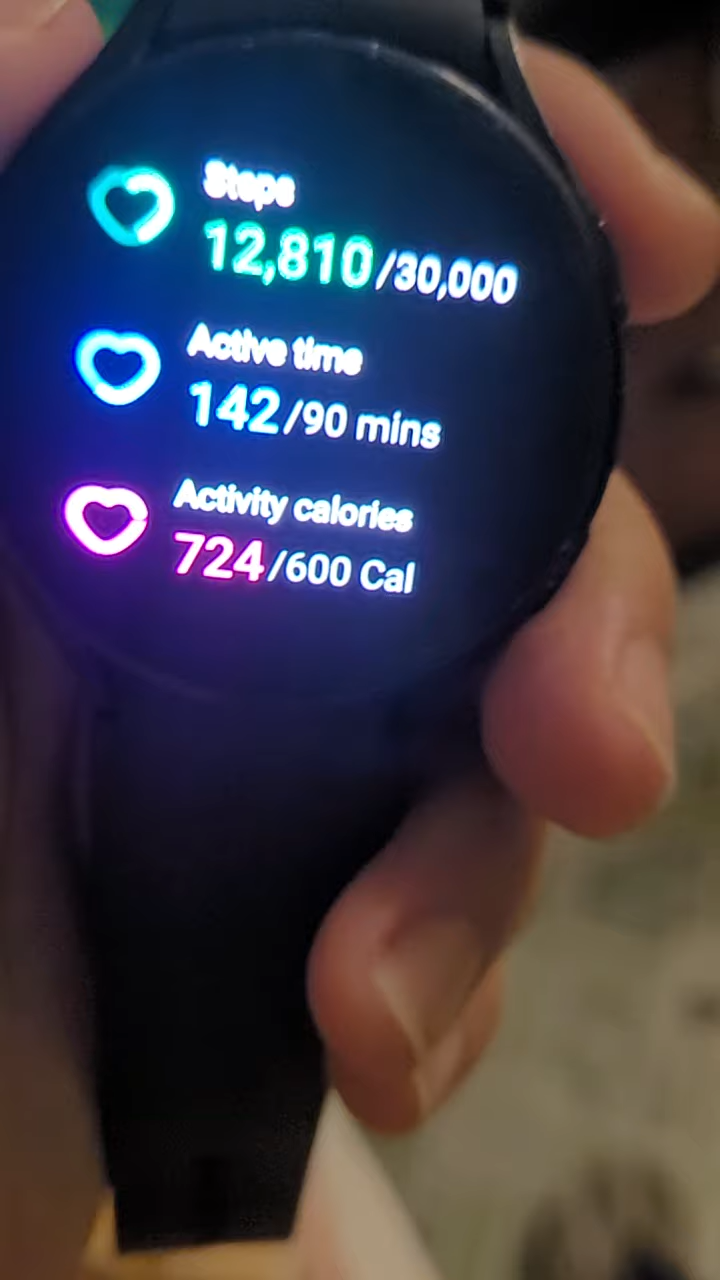 Steps
12,810/30,000
Active time
142/90 mins
Activity calories
724/600 Cal